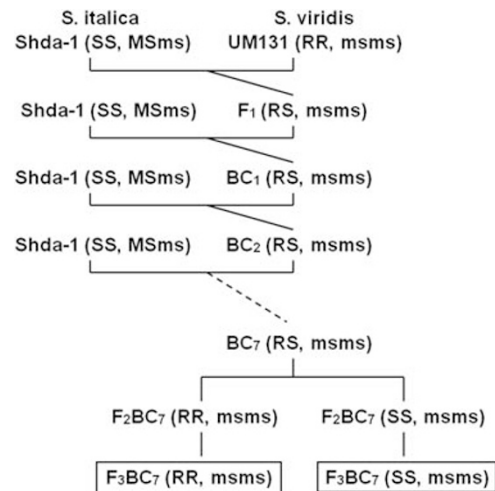 S. italica S. viridis
Shda-1 (SS, MSms) UM131 (RR, msms)
Shda-1 (SS, MSms) F₁ (RS, msms)
Shda-1 (SS, MSms) BC₁ (RS, msms)
Shda-1 (SS, MSms) BC₂ (RS, msms)
BC₇ (RS, msms)
F₂BC₇ (RR, msms) F₂BC₇ (SS, msms)
F₃BC₇ (RR, msms) F₃BC₇ (SS, msms)